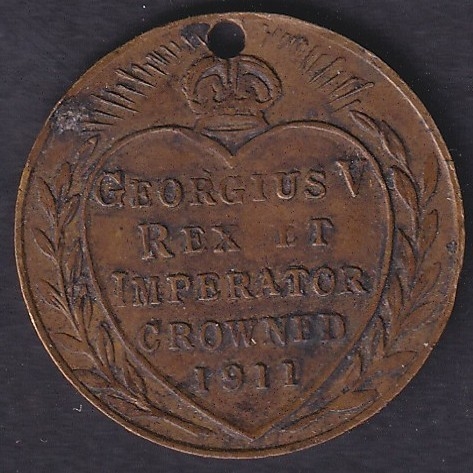 GEORGIUS V
REX ET
IMPERATOR
CROWNED
1911